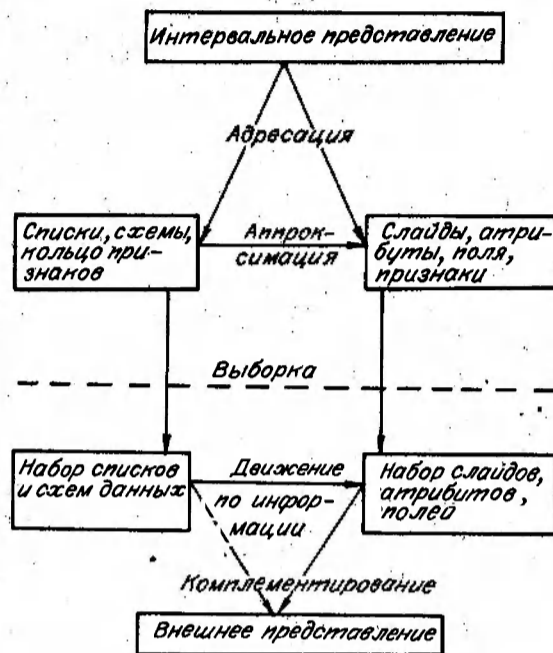 Интервальное представление
Адресация
Списки, схемы,
кольцо при-
знаков
Аппрок-
симация
Слайды, атри-
буты, поля,
признаки
Выборка
Набор списков
и схем данных
Движение
по инфор-
мации
Набор слайдов,
атрибитов,
полей
Комплементирование
Внешнее представление